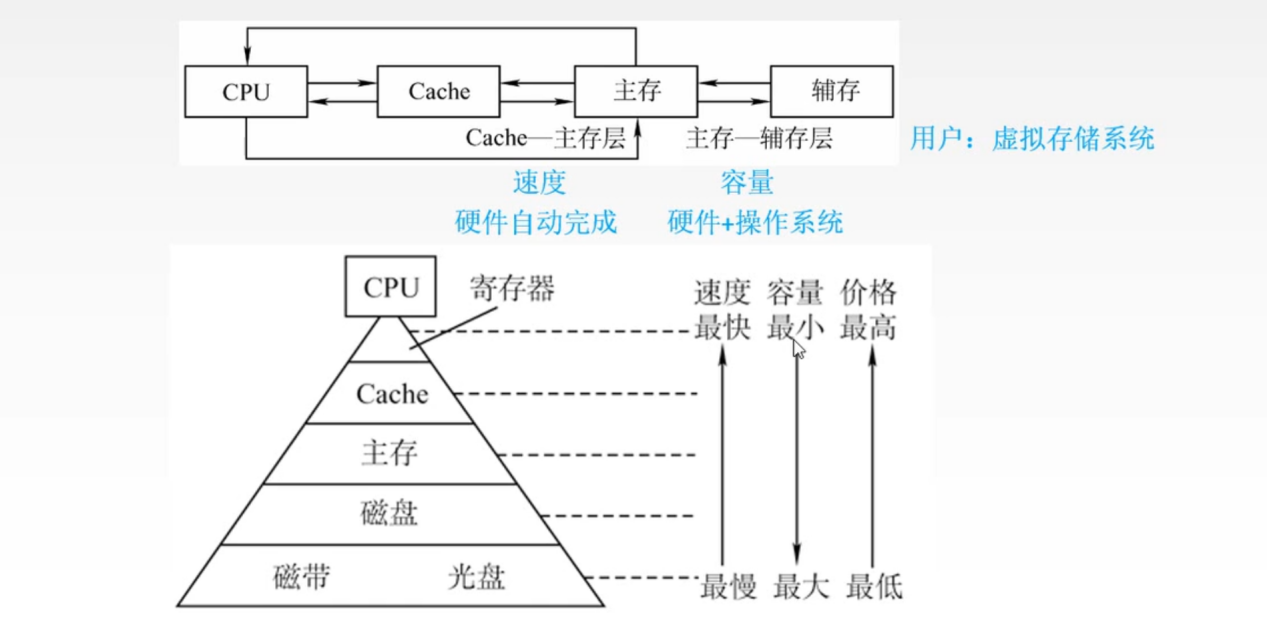 CPU Cache 主存 辅存
Cache—主存层 主存—辅存层 用户：虚拟存储系统
速度 容量
硬件自动完成 硬件+操作系统
CPU 寄存器 速度 容量 价格
最快 最小 最高
Cache
主存
磁盘
磁带 光盘 最慢 最大 最低